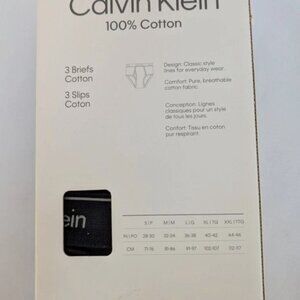 Calvin Klein
100% Cotton
3 Briefs
Cotton
3 Slips
Coton
Design: Classic style
lines for everyday wear.
Comfort: Pure, breathable
cotton fabric.
Conception: Lignes
classiques pour un style
de tous les jours.
Confort: Tissu en coton
pur respirant.
ein
S|P M|M L|G XL|TG XXL|TTG
IN|PO 28-30 32-34 36-38 40-42 44-46
CM 71-76 81-86 91-97 102-107 112-117